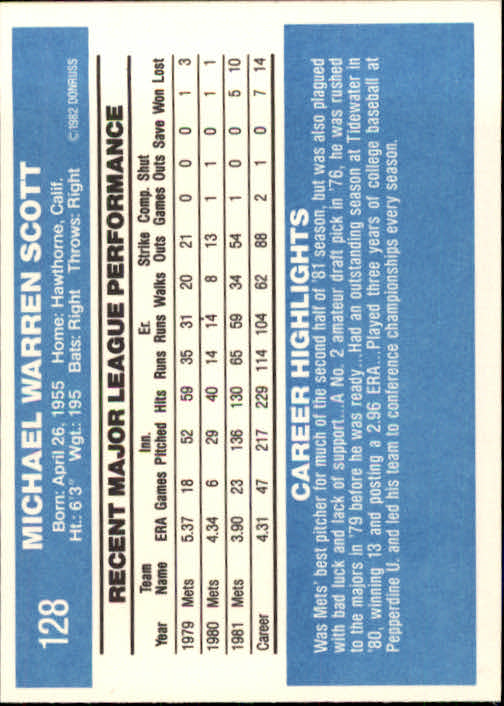 128
MICHAEL WARREN SCOTT
Born: April 26, 1955 Home: Hawthorne, Calif.
Ht.: 6'3" Wgt.: 195 Bats: Right Throws: Right
©1982 DONRUSS
RECENT MAJOR LEAGUE PERFORMANCE
Team Inn. Er. Strike Comp. Shut
Year Name ERA Games Pitched Hits Runs Runs Walks Outs Games Outs Save Won Lost
1979 Mets 5.37 18 52 59 35 31 20 21 0 0 0 1 3
1980 Mets 4.34 6 29 40 14 14 8 13 1 1 0 1 1
1981 Mets 3.90 23 136 130 65 59 34 54 1 0 0 5 10
Career 4.31 47 217 229 114 104 62 88 2 1 0 7 14
CAREER HIGHLIGHTS
Was Mets' best pitcher for much of the second half of '81 season, but was also plagued
with bad luck and lack of support...A No. 2 amateur draft pick in '76, he was rushed
to the majors in '79 before he was ready...Had an outstanding season at Tidewater in
'80, winning 13 and posting a 2.96 ERA...Played three years of college baseball at
Pepperdine U. and led his team to conference championships every season.